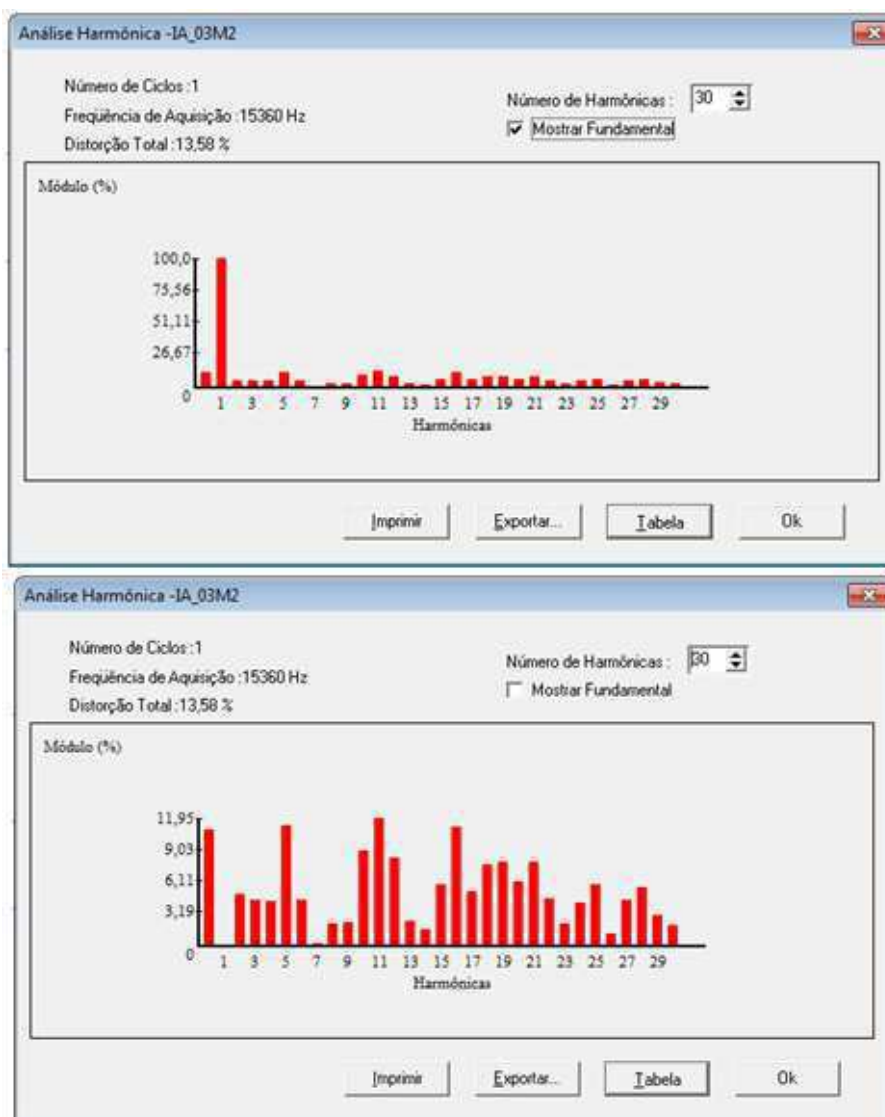 Análise Harmônica -IA_03M2
Número de Ciclos :1
Freqüência de Aquisição :15360 Hz
Distorção Total :13,58 %
Número de Harmônicas : 30
Mostrar Fundamental
Módulo (%)
100,0
75,56
51,11
26,67
0
1 3 5 7 9 11 13 15 17 19 21 23 25 27 29
Harmônicas
Imprimir Exportar... Tabela Ok
Análise Harmônica -IA_03M2
Número de Ciclos :1
Freqüência de Aquisição :15360 Hz
Distorção Total :13,58 %
Número de Harmônicas : 30
Mostrar Fundamental
Módulo (%)
11,95
9,03
6,11
3,19
0
1 3 5 7 9 11 13 15 17 19 21 23 25 27 29
Harmônicas
Imprimir Exportar... Tabela Ok